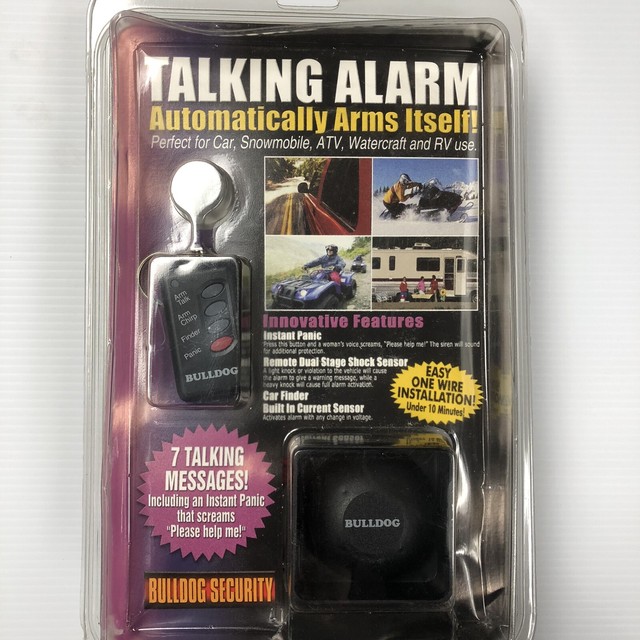 TALKING ALARM
Automatically Arms Itself!
Perfect for Car, Snowmobile, ATV, Watercraft and RV use.
Arm
Talk
Arm
Chirp
Finder
Panic
BULLDOG
Innovative Features
Instant Panic
Press this button and a women's voice screams, "Please help me!" The siren will sound
for additional protection.
Remote Dual Stage Shock Sensor
A light knock or violation to the vehicle will cause
the alarm to give a warning message, while a
heavy knock will cause full alarm activation.
Car Finder
Built In Current Sensor
Activates alarm with any change in voltage.
EASY
ONE WIRE
INSTALLATION!
Under 10 Minutes!
7 TALKING
MESSAGES!
Including an Instant Panic
that screams
"Please help me!"
BULLDOG
BULLDOG SECURITY